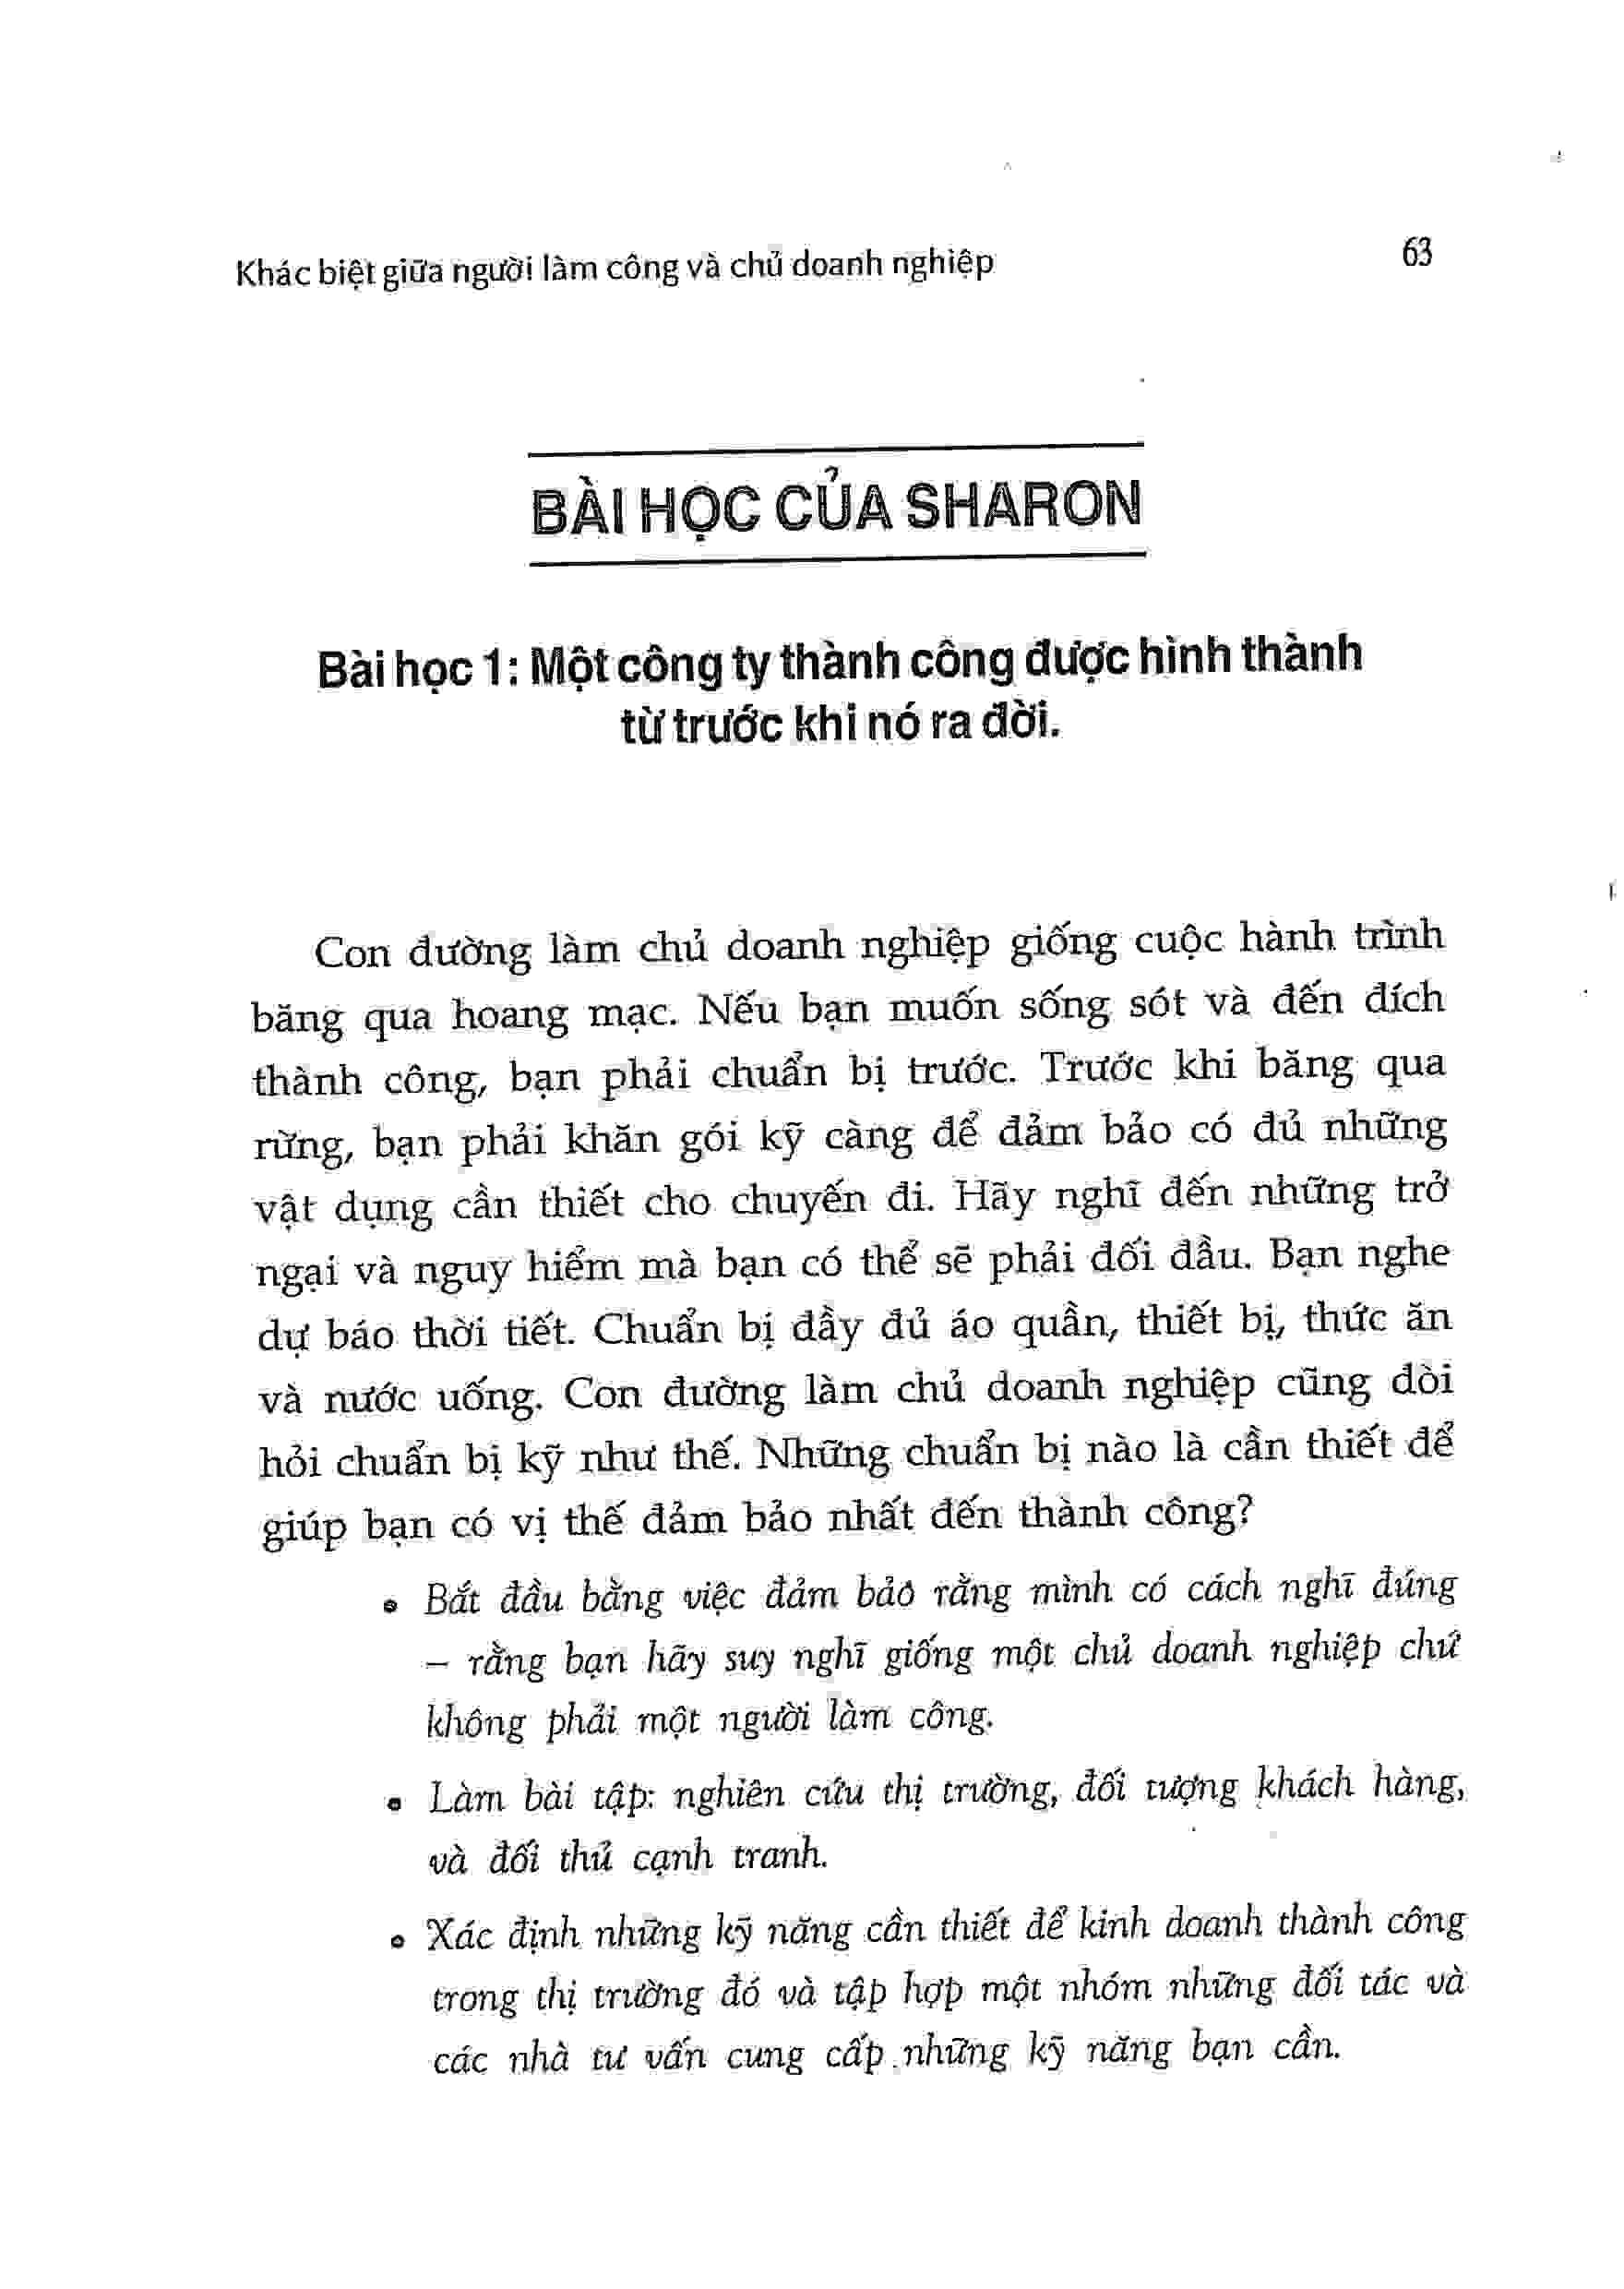 Khác biệt giữa người làm công và chủ doanh nghiệp 63
BÀI HỌC CỦA SHARON
Bài học 1: Một công ty thành công được hình thành
từ trước khi nó ra đời.
Con đường làm chủ doanh nghiệp giống cuộc hành trình
băng qua hoang mạc. Nếu bạn muốn sống sót và đến đích
thành công, bạn phải chuẩn bị trước. Trước khi băng qua
rừng, bạn phải khăn gói kỹ càng để đảm bảo có đủ những
vật dụng cần thiết cho chuyến đi. Hãy nghĩ đến những trở
ngại và nguy hiểm mà bạn có thể sẽ phải đối đầu. Bạn nghe
dự báo thời tiết. Chuẩn bị đầy đủ áo quần, thiết bị, thức ăn
và nước uống. Con đường làm chủ doanh nghiệp cũng đòi
hỏi chuẩn bị kỹ như thế. Những chuẩn bị nào là cần thiết để
giúp bạn có vị thế đảm bảo nhất đến thành công?
• Bắt đầu bằng việc đảm bảo rằng mình có cách nghĩ đúng
– rằng bạn hãy suy nghĩ giống một chủ doanh nghiệp chứ
không phải một người làm công.
• Làm bài tập: nghiên cứu thị trường, đối tượng khách hàng,
và đối thủ cạnh tranh.
• Xác định những kỹ năng cần thiết để kinh doanh thành công
trong thị trường đó và tập hợp một nhóm những đối tác và
các nhà tư vấn cung cấp những kỹ năng bạn cần.